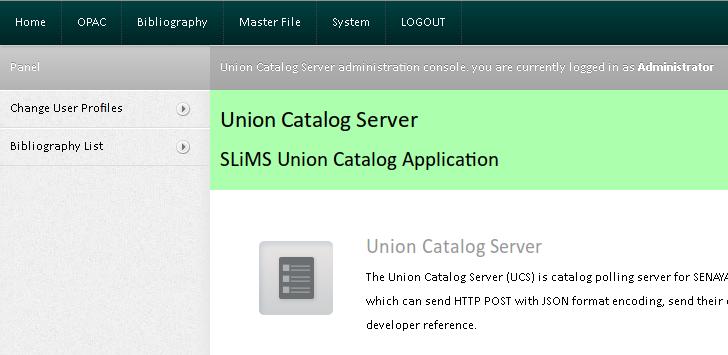 Home OPAC Bibliography Master File System LOGOUT
Panel Union Catalog Server administration console. you are currently logged in as Administrator
Change User Profiles
Bibliography List
Union Catalog Server
SLiMS Union Catalog Application
Union Catalog Server
The Union Catalog Server (UCS) is catalog polling server for
which can send HTTP POST with JSON format encoding, send their
developer reference.